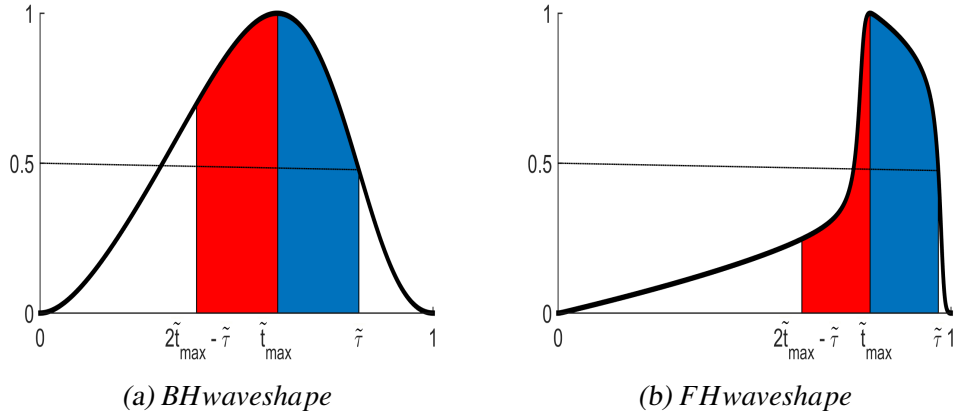 1
0.5
0
0
2t̃max - τ̃
t̃max
τ̃
1
(a) BHwaveshape
1
0.5
0
0
2t̃max - τ̃
t̃max
τ̃
1
(b) FHwaveshape